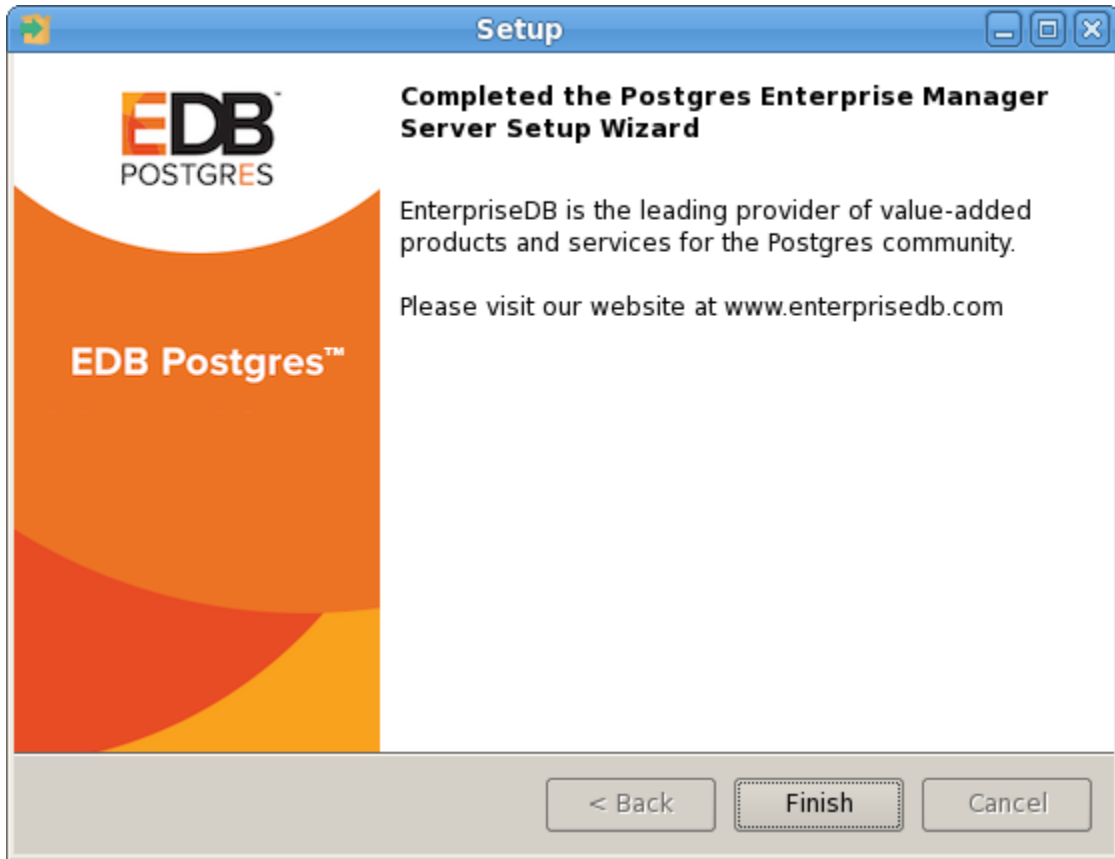 Setup
EDB™
POSTGRES
EDB Postgres™
Completed the Postgres Enterprise Manager
Server Setup Wizard
EnterpriseDB is the leading provider of value-added
products and services for the Postgres community.
Please visit our website at www.enterprisedb.com
< Back
Finish
Cancel